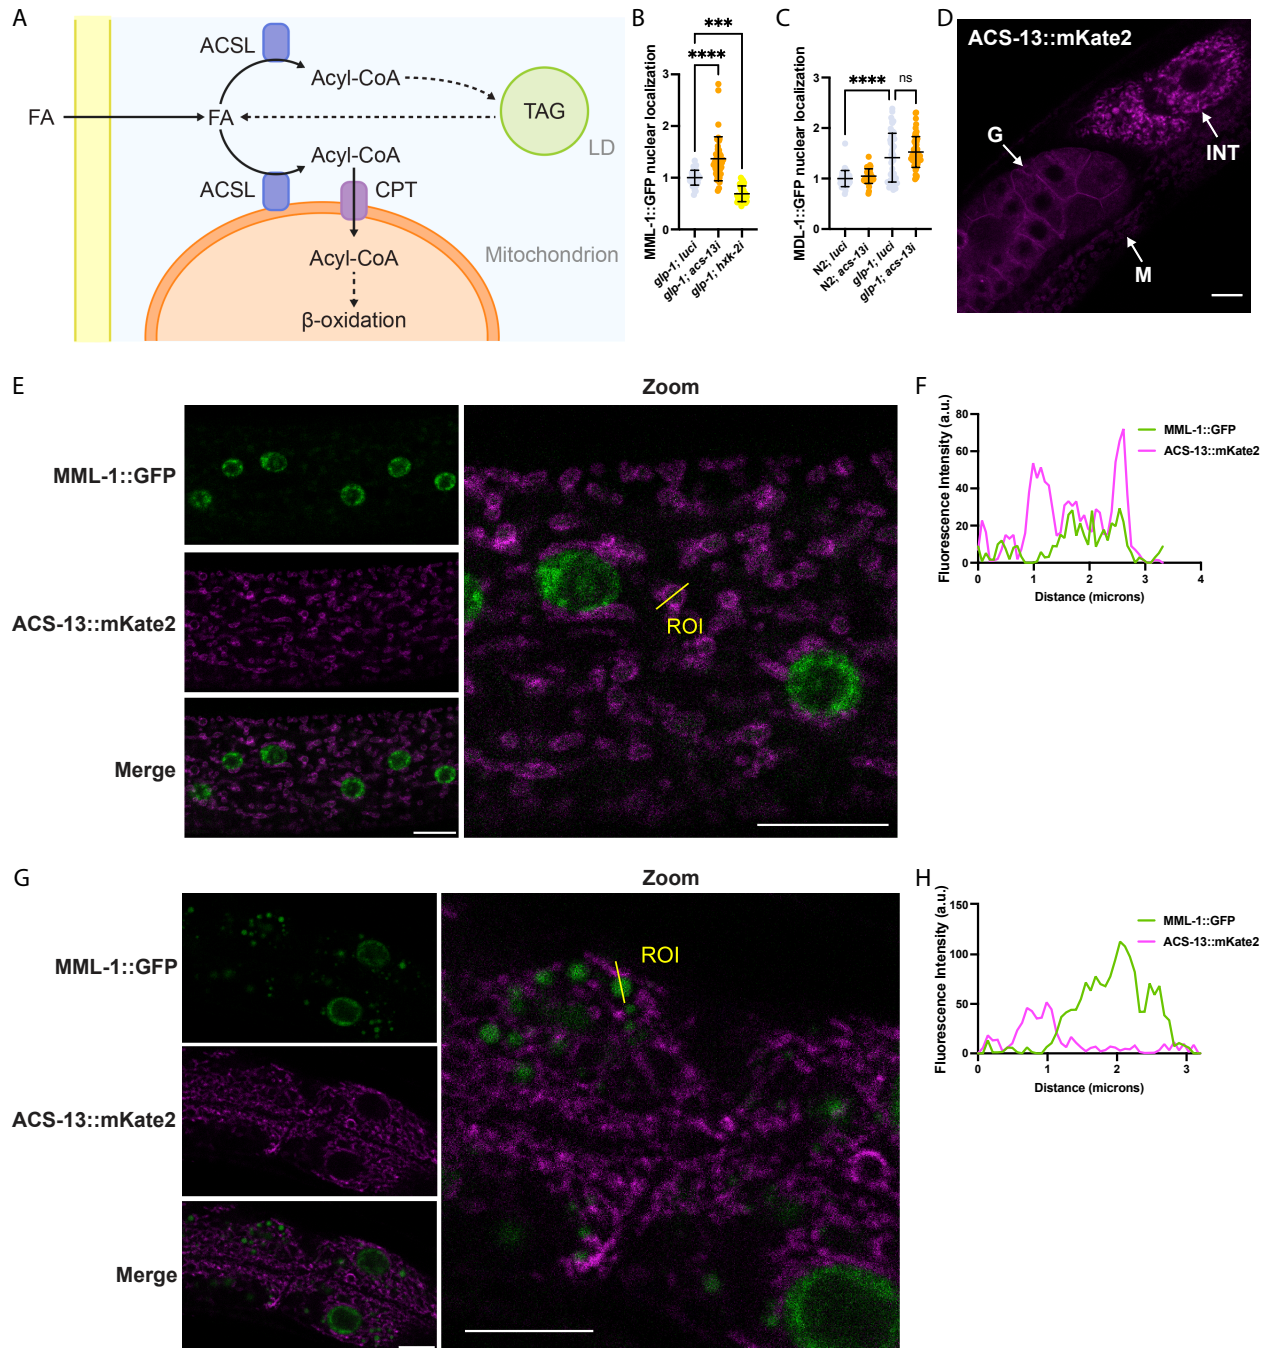 A
ACSL
Acyl-CoA
FA
FA
TAG
LD
Acyl-CoA
ACSL
CPT
Acyl-CoA
Mitochondrion
β-oxidation
B
***
****
MML-1::GFP nuclear localization
3
2
1
0
glp-1; luci
glp-1; acs-13i
glp-1; hxk-2i
C
****
ns
MDL-1::GFP nuclear localization
3
2
1
0
N2; luci
N2; acs-13i
glp-1; luci
glp-1; acs-13i
D
ACS-13::mKate2
G
INT
M
E
Zoom
MML-1::GFP
ACS-13::mKate2
Merge
ROI
F
Fluorescence Intensity (a.u.)
80
60
40
20
0
0
1
2
3
4
Distance (microns)
MML-1::GFP
ACS-13::mKate2
G
Zoom
MML-1::GFP
ACS-13::mKate2
Merge
ROI
H
Fluorescence Intensity (a.u.)
150
100
50
0
0
1
2
3
Distance (microns)
MML-1::GFP
ACS-13::mKate2